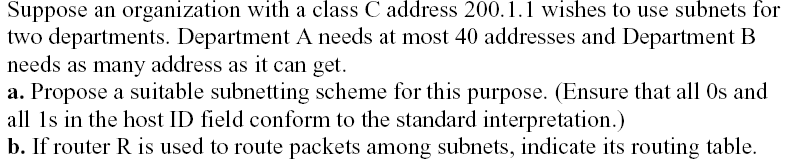 Suppose an organization with a class C address 200.1.1 wishes to use subnets for
two departments. Department A needs at most 40 addresses and Department B
needs as many address as it can get.
a. Propose a suitable subnetting scheme for this purpose. (Ensure that all 0s and
all 1s in the host ID field conform to the standard interpretation.)
b. If router R is used to route packets among subnets, indicate its routing table.